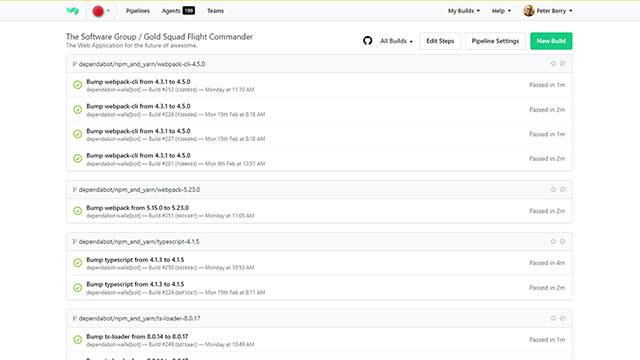 Pipelines Agents 199 Teams My Builds Help Peter Berry
The Software Group / Gold Squad Flight Commander
The Web Application for the future of awesome.
All Builds Edit Steps Pipeline Settings New Build
dependabot/npm_and_yarn/webpack-cli-4.5.0
Bump webpack-cli from 4.3.1 to 4.5.0
dependabot-walle[bot] — Build #252 — Monday at 11:10 AM
Passed in 1m
Bump webpack-cli from 4.3.1 to 4.5.0
dependabot-walle[bot] — Build #226 — Mon 15th Feb at 8:18 AM
Passed in 2m
Bump webpack-cli from 4.3.1 to 4.5.0
dependabot-walle[bot] — Build #227 — Mon 15th Feb at 8:18 AM
Passed in 2m
Bump webpack-cli from 4.3.1 to 4.5.0
dependabot-walle[bot] — Build #201 — Mon 8th Feb at 12:51 AM
Passed in 2m
dependabot/npm_and_yarn/webpack-5.23.0
Bump webpack from 5.15.0 to 5.23.0
dependabot-walle[bot] — Build #251 — Monday at 11:05 AM
Passed in 2m
dependabot/npm_and_yarn/typescript-4.1.5
Bump typescript from 4.1.3 to 4.1.5
dependabot-walle[bot] — Build #250 — Monday at 10:53 AM
Passed in 4m
Bump typescript from 4.1.3 to 4.1.5
dependabot-walle[bot] — Build #224 — Mon 15th Feb at 8:11 AM
Passed in 2m
dependabot/npm_and_yarn/ts-loader-8.0.17
Bump ts-loader from 8.0.14 to 8.0.17
dependabot-walle[bot] — Build #249 — Monday at 10:49 AM
Passed in 1m